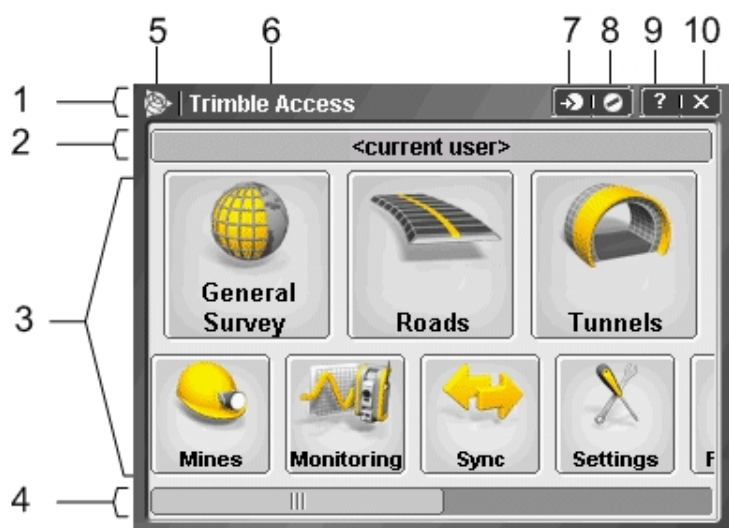 5 6 7 8 9 10
1 Trimble Access ? X
2 <current user>
General Survey Roads Tunnels
3
Mines Monitoring Sync Settings F
4